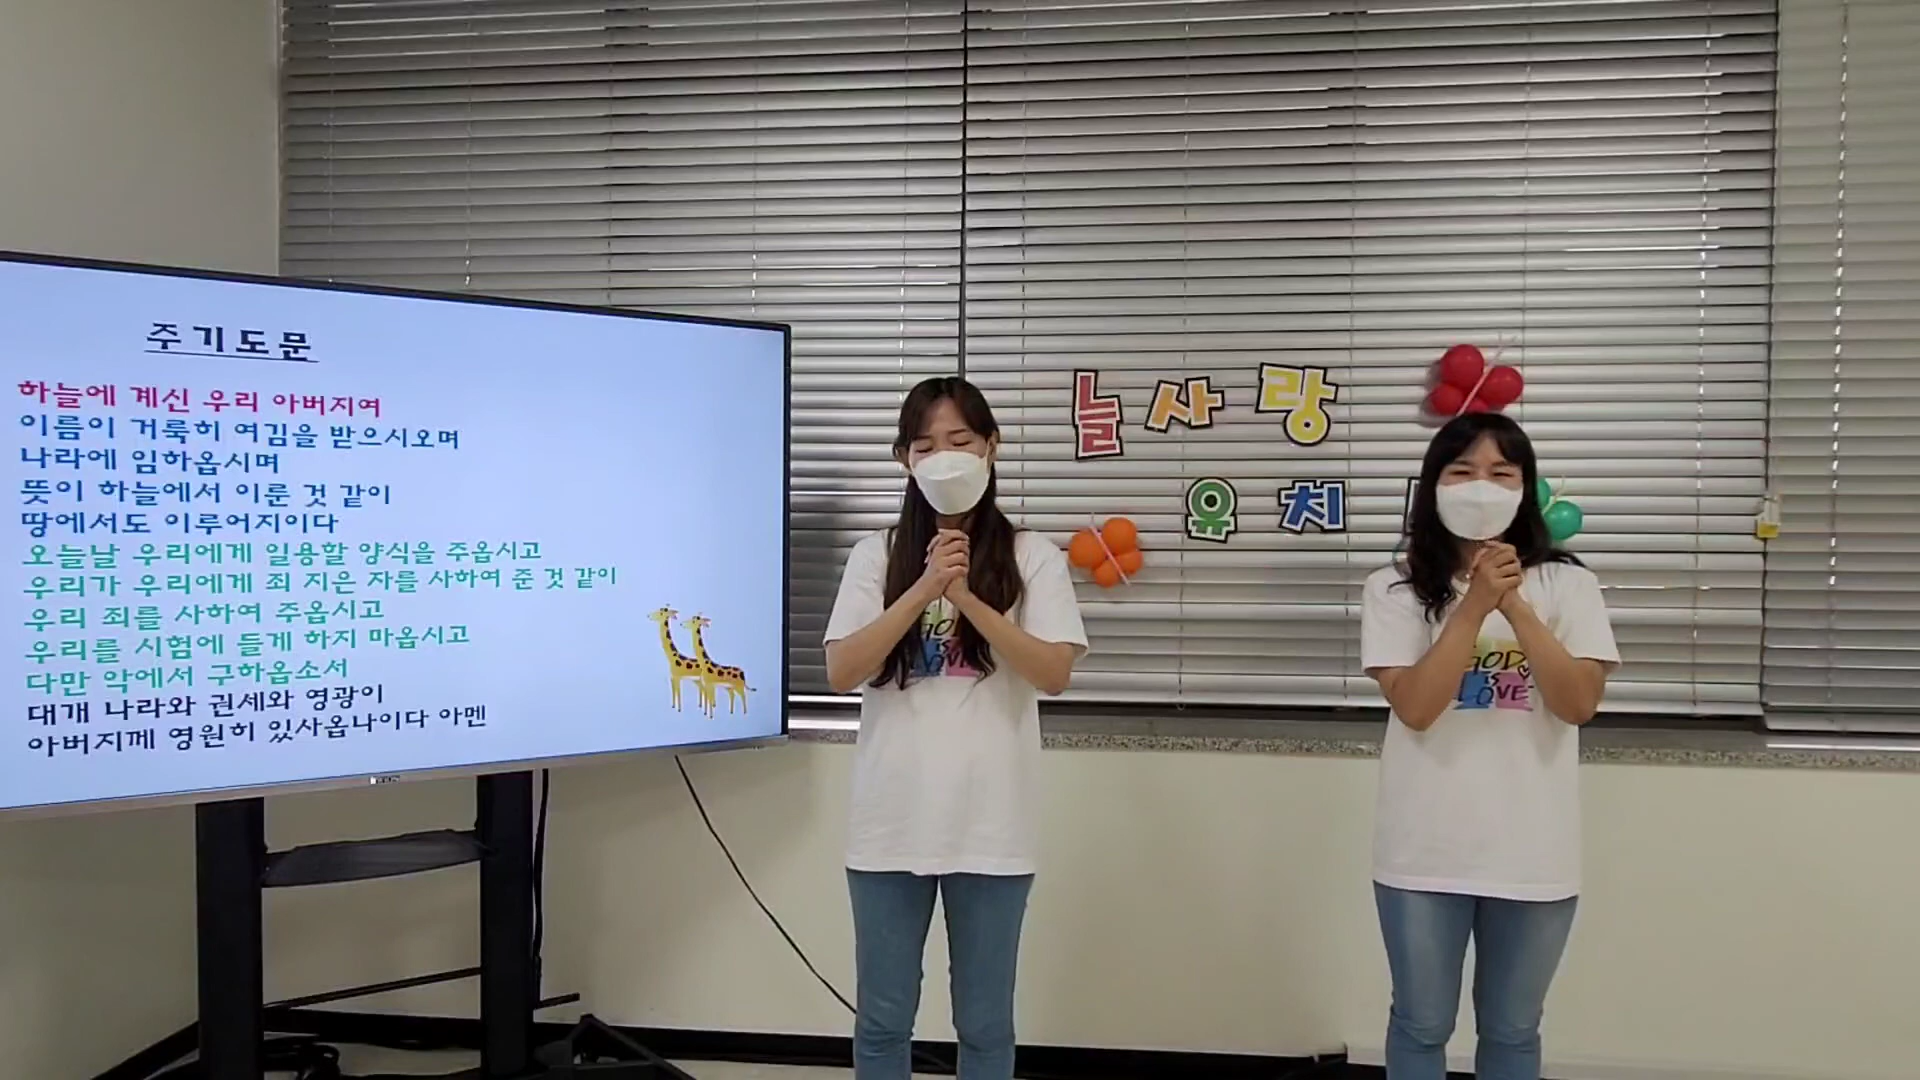 주기도문
하늘에 계신 우리 아버지여
이름이 거룩히 여김을 받으시오며
나라에 임하옵시며
뜻이 하늘에서 이룬 것 같이
땅에서도 이루어지이다
오늘날 우리에게 일용할 양식을 주옵시고
우리가 우리에게 죄 지은 자를 사하여 준 것 같이
우리 죄를 사하여 주옵시고
우리를 시험에 들게 하지 마옵시고
다만 악에서 구하옵소서
대개 나라와 권세와 영광이
아버지께 영원히 있사옵나이다 아멘
늘사랑
유치
GOD
IS
LOVE
GOD
IS
LOVE